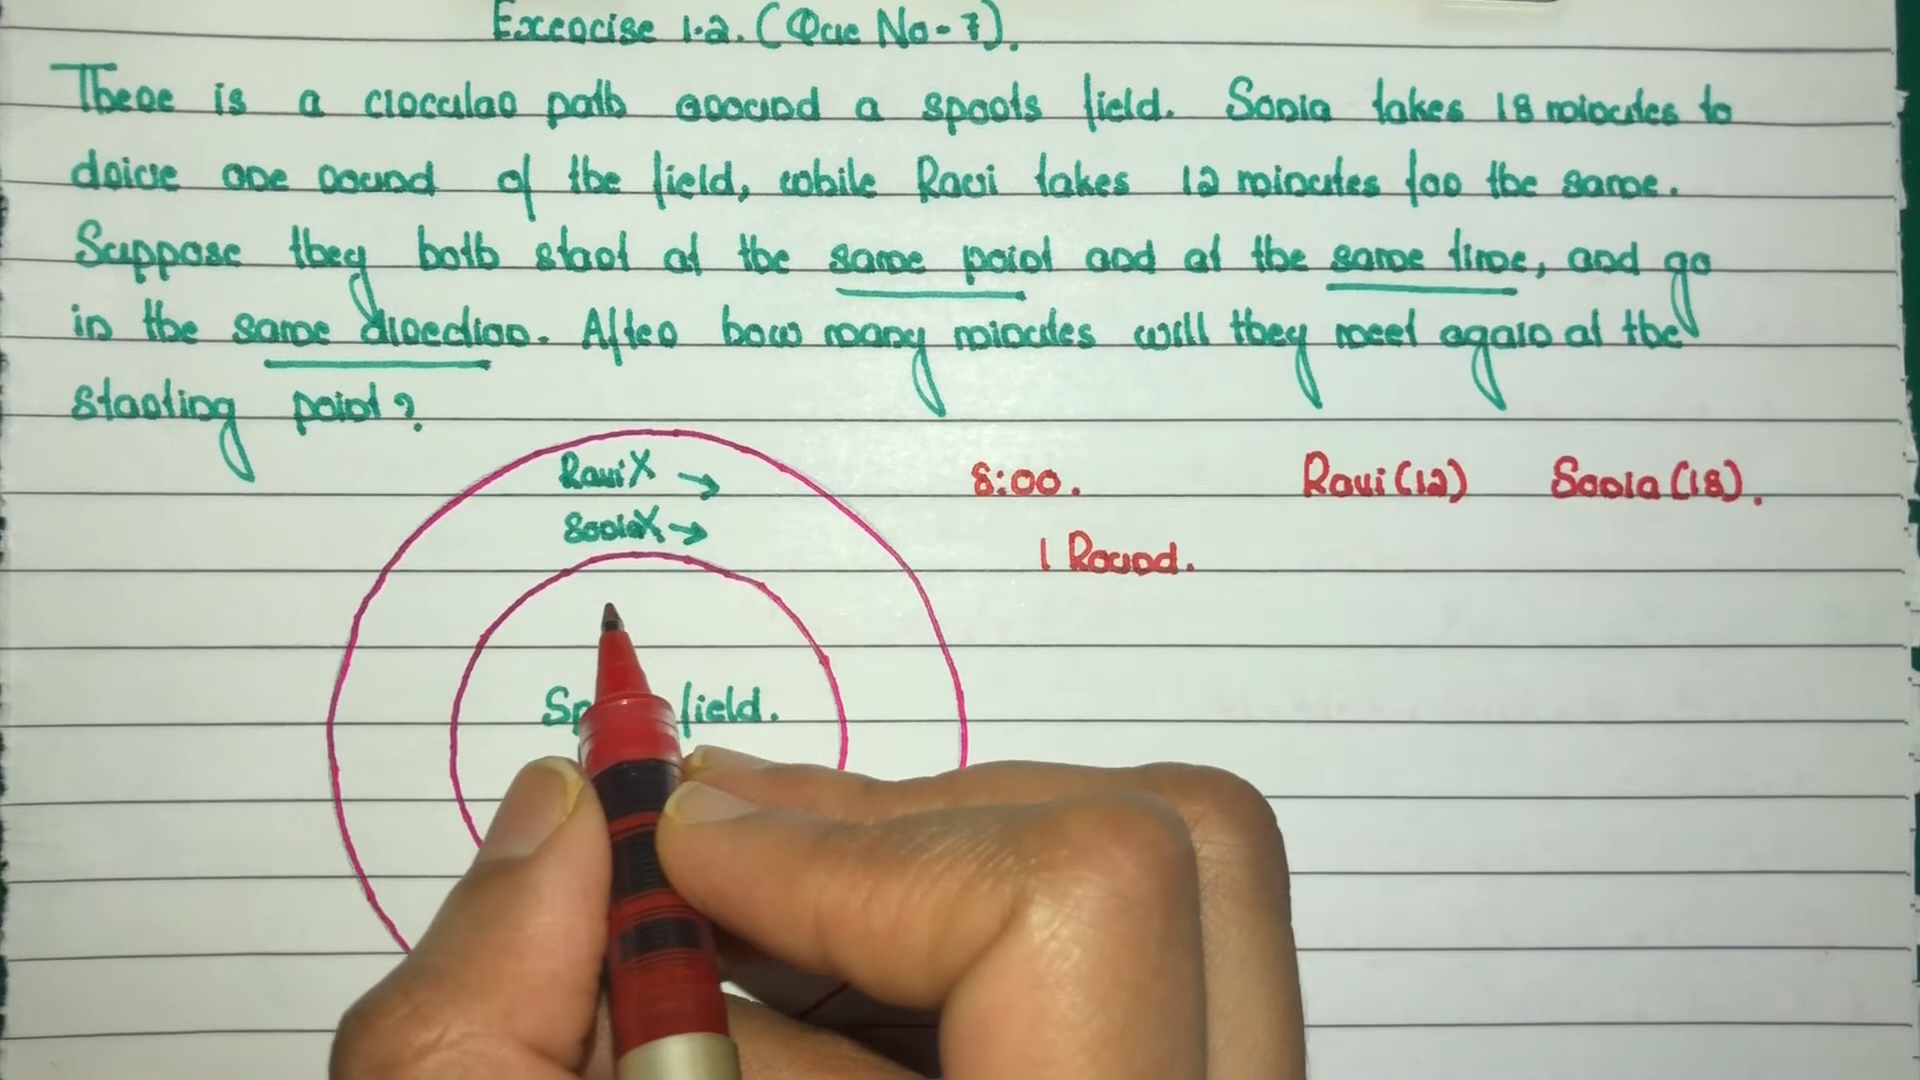 Exercise 1.2. (Que No-7).
There is a circular path around a sports field. Sonia takes 18 minutes to
drive one round of the field, while Ravi takes 12 minutes for the same.
Suppose they both start at the same point and at the same time, and go
in the same direction. After how many minutes will they meet again at the
starting point?
Ravi X →
8:00.
Ravi (12)
Sonia (18).
Sonia X →
1 Round.
field.